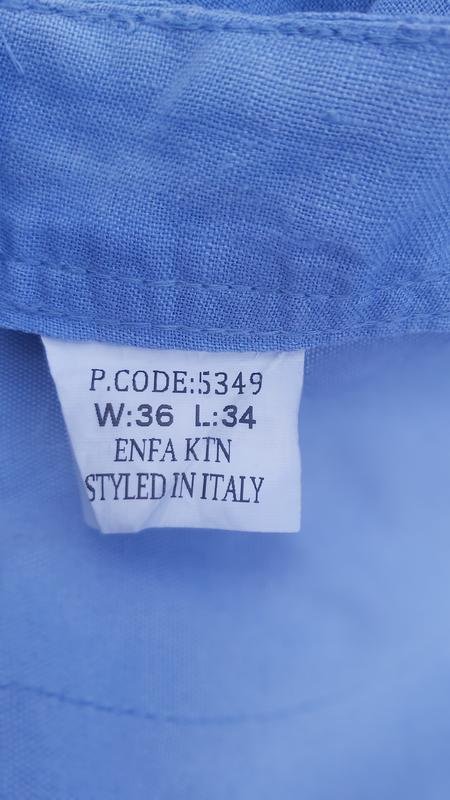 P.CODE:5349
W:36 L:34
ENFA KTN
STYLED IN ITALY